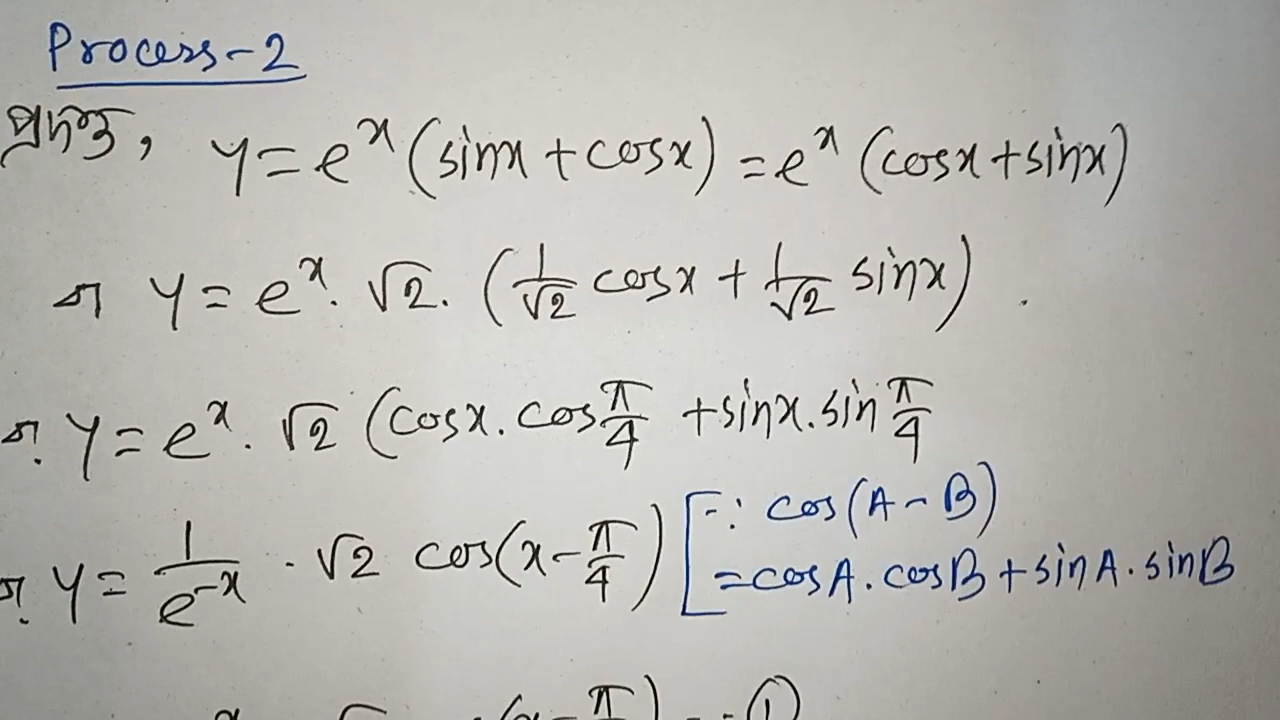 Process-2
প্রদত্ত, y = e^x (sinx + cosx) = e^x (cosx + sinx)
বা y = e^x . √2 . (1/√2 cosx + 1/√2 sinx) .
বা. y = e^x . √2 (cosx . cos π/4 + sinx . sin π/4
বা. y = 1/e^-x . √2 cos(x - π/4) [∵ cos(A - B)
= cosA . cosB + sinA . sinB
π) -- ①